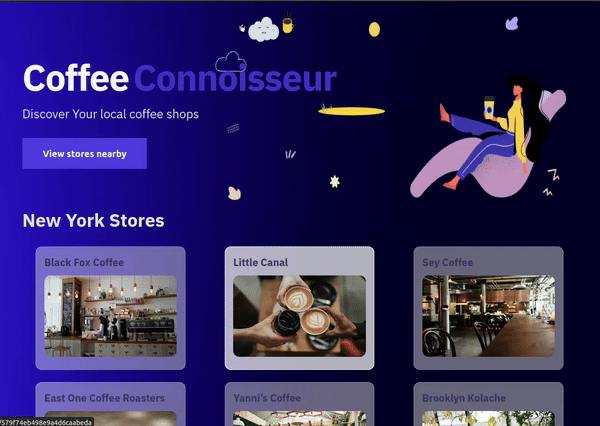 Coffee Connoisseur
Discover Your local coffee shops
View stores nearby
New York Stores
Black Fox Coffee
Little Canal
Sey Coffee
East One Coffee Roasters
Yanni's Coffee
Brooklyn Kolache